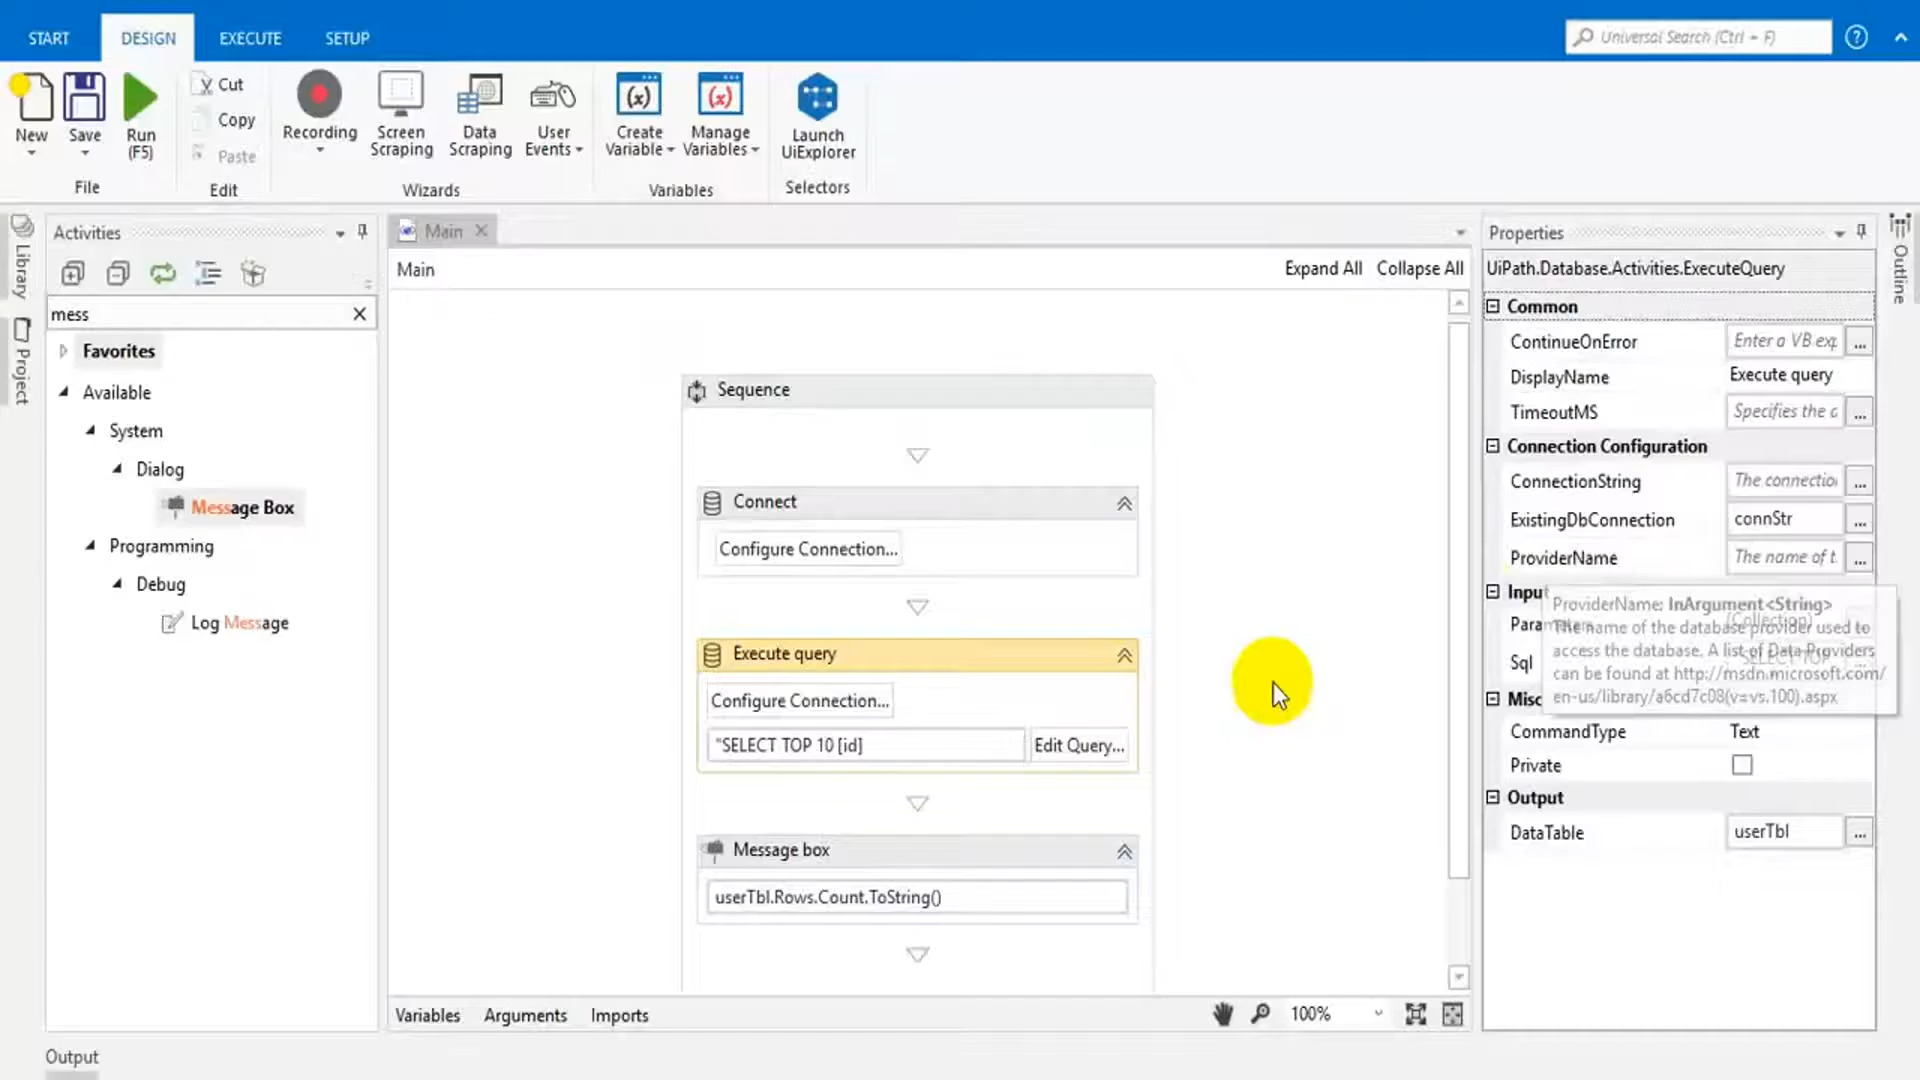 START DESIGN EXECUTE SETUP
Universal Search (Ctrl + F)
New
Save
Run
(F5)
File
Cut
Copy
Paste
Edit
Recording
Screen
Scraping
Data
Scraping
User
Events
Wizards
Create
Variable
Manage
Variables
Variables
Launch
UiExplorer
Selectors
Library
Project
Activities
mess
Favorites
Available
System
Dialog
Message Box
Programming
Debug
Log Message
Main
Main
Expand All Collapse All
Sequence
Connect
Configure Connection...
Execute query
Configure Connection...
"SELECT TOP 10 [id]
Edit Query...
Message box
userTbl.Rows.Count.ToString()
Variables Arguments Imports
100%
Properties
UiPath.Database.Activities.ExecuteQuery
Common
ContinueOnError Enter a VB exp ...
DisplayName Execute query
TimeoutMS Specifies the a ...
Connection Configuration
ConnectionString The connectio ...
ExistingDbConnection connStr ...
ProviderName The name of t ...
Input
Parameters (Collection)
Sql "SELECT TOP
ProviderName: InArgument<String>
The name of the database provider used to
access the database. A list of Data Providers
can be found at http://msdn.microsoft.com/
en-us/library/a6cd7c08(v=vs.100).aspx
Misc
CommandType Text
Private
Output
DataTable userTbl ...
Outline
Output